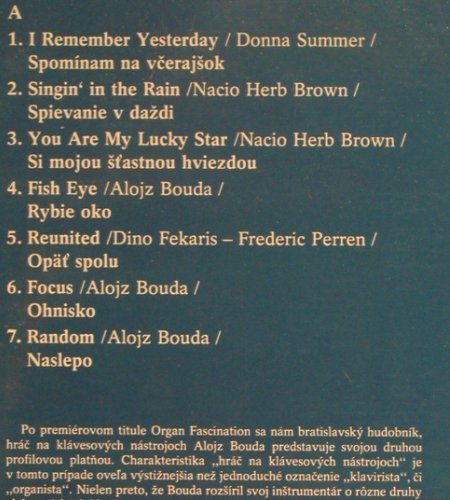 A
1. I Remember Yesterday / Donna Summer /
Spomínam na včerajšok
2. Singin' in the Rain /Nacio Herb Brown /
Spievanie v daždi
3. You Are My Lucky Star /Nacio Herb Brown /
Si mojou šťastnou hviezdou
4. Fish Eye /Alojz Bouda /
Rybie oko
5. Reunited /Dino Fekaris – Frederic Perren /
Opäť spolu
6. Focus /Alojz Bouda /
Ohnisko
7. Random /Alojz Bouda /
Naslepo
Po premiérovom titule Organ Fascination sa nám bratislavský hudobník,
hráč na klávesových nástrojoch Alojz Bouda predstavuje svojou druhou
profilovou platňou. Charakteristika „hráč na klávesových nástrojoch“ je
v tomto prípade oveľa výstižnejšia než jednoduché označenie „klavirista“, či
„organista“. Nielen preto, že Bouda rozšíril svoj inštrumentár o rôzne druhy